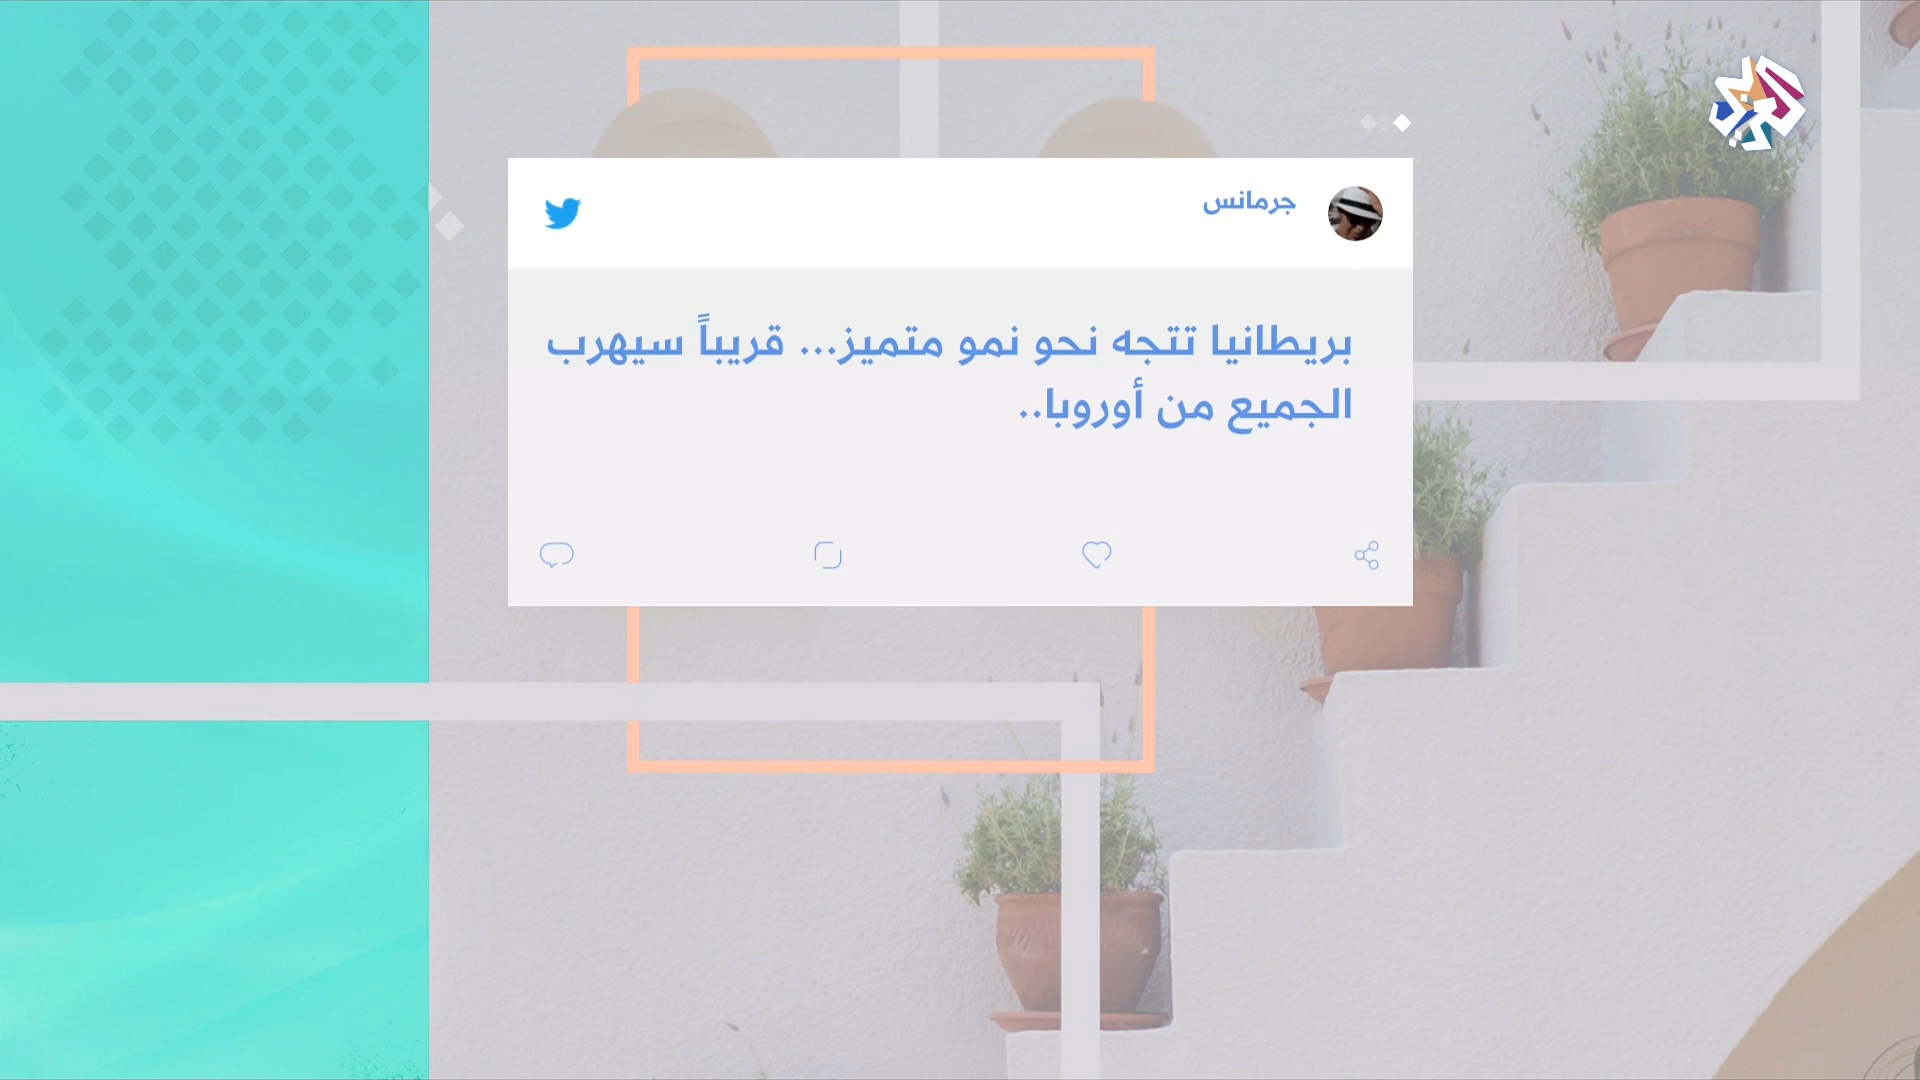 جرمانس
بريطانيا تتجه نحو نمو متميز... قريباً سيهرب
الجميع من أوروبا..